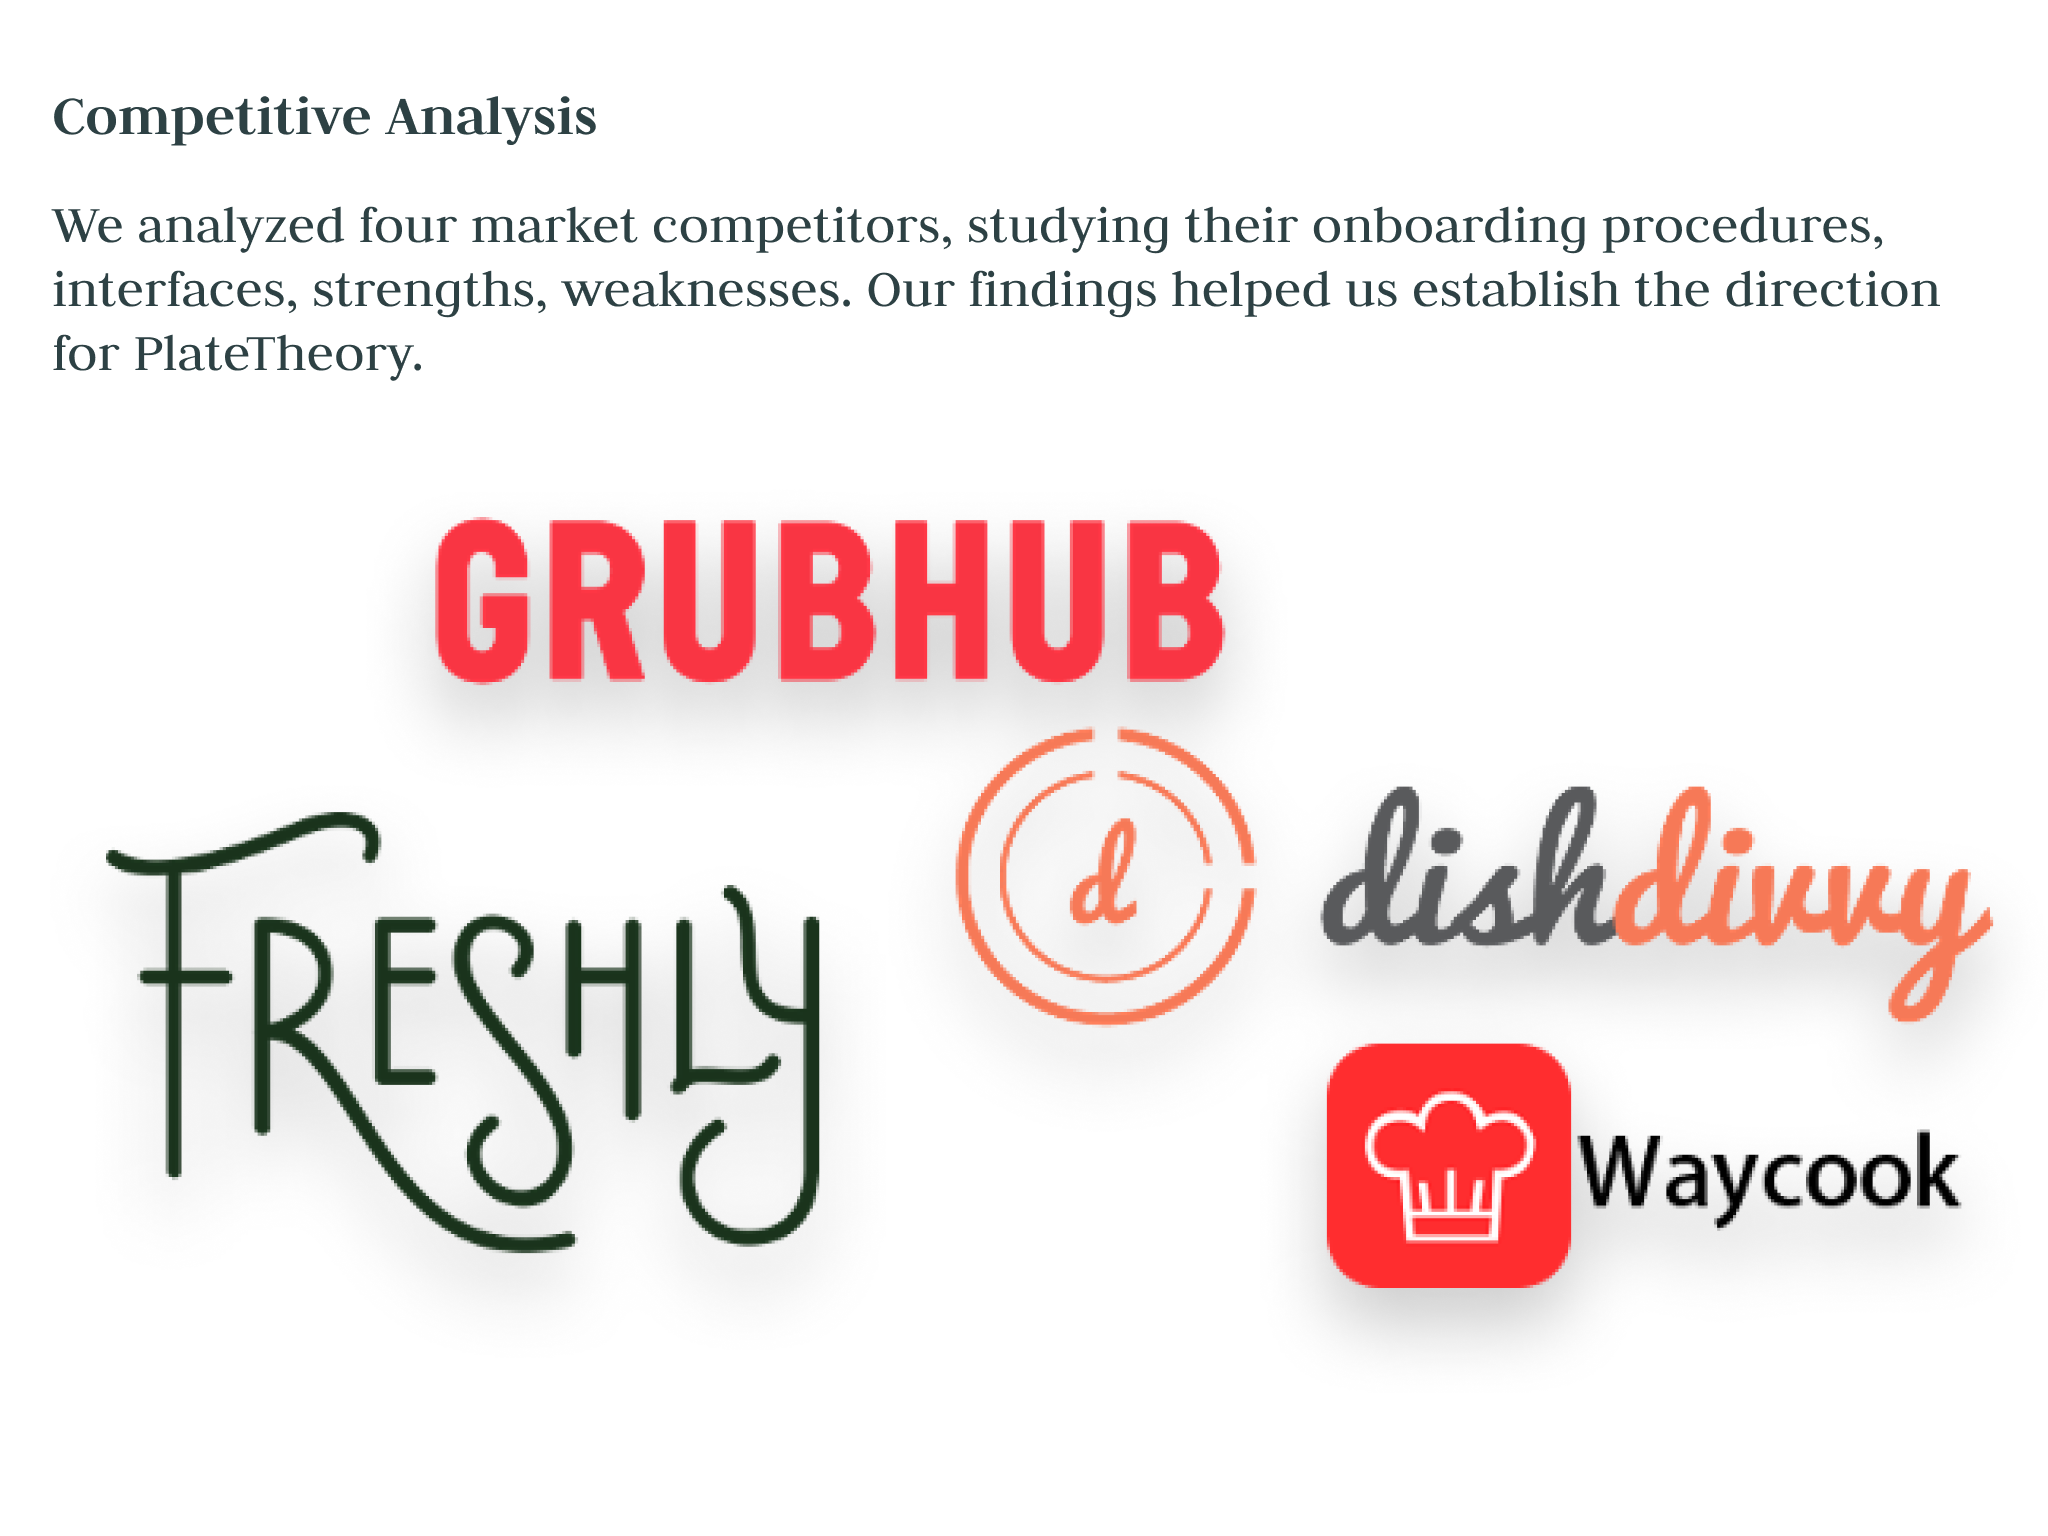 Competitive Analysis
We analyzed four market competitors, studying their onboarding procedures,
interfaces, strengths, weaknesses. Our findings helped us establish the direction
for PlateTheory.
GRUBHUB
FRESHLY
d
dishdivvy
Waycook